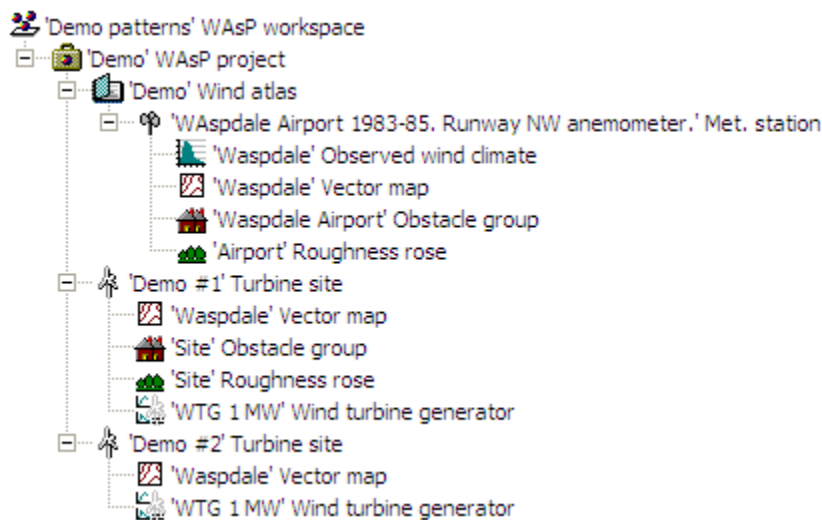 'Demo patterns' WAsP workspace
'Demo' WAsP project
'Demo' Wind atlas
'WAspdale Airport 1983-85. Runway NW anemometer.' Met. station
'Waspdale' Observed wind climate
'Waspdale' Vector map
'Waspdale Airport' Obstacle group
'Airport' Roughness rose
'Demo #1' Turbine site
'Waspdale' Vector map
'Site' Obstacle group
'Site' Roughness rose
'WTG 1 MW' Wind turbine generator
'Demo #2' Turbine site
'Waspdale' Vector map
'WTG 1 MW' Wind turbine generator